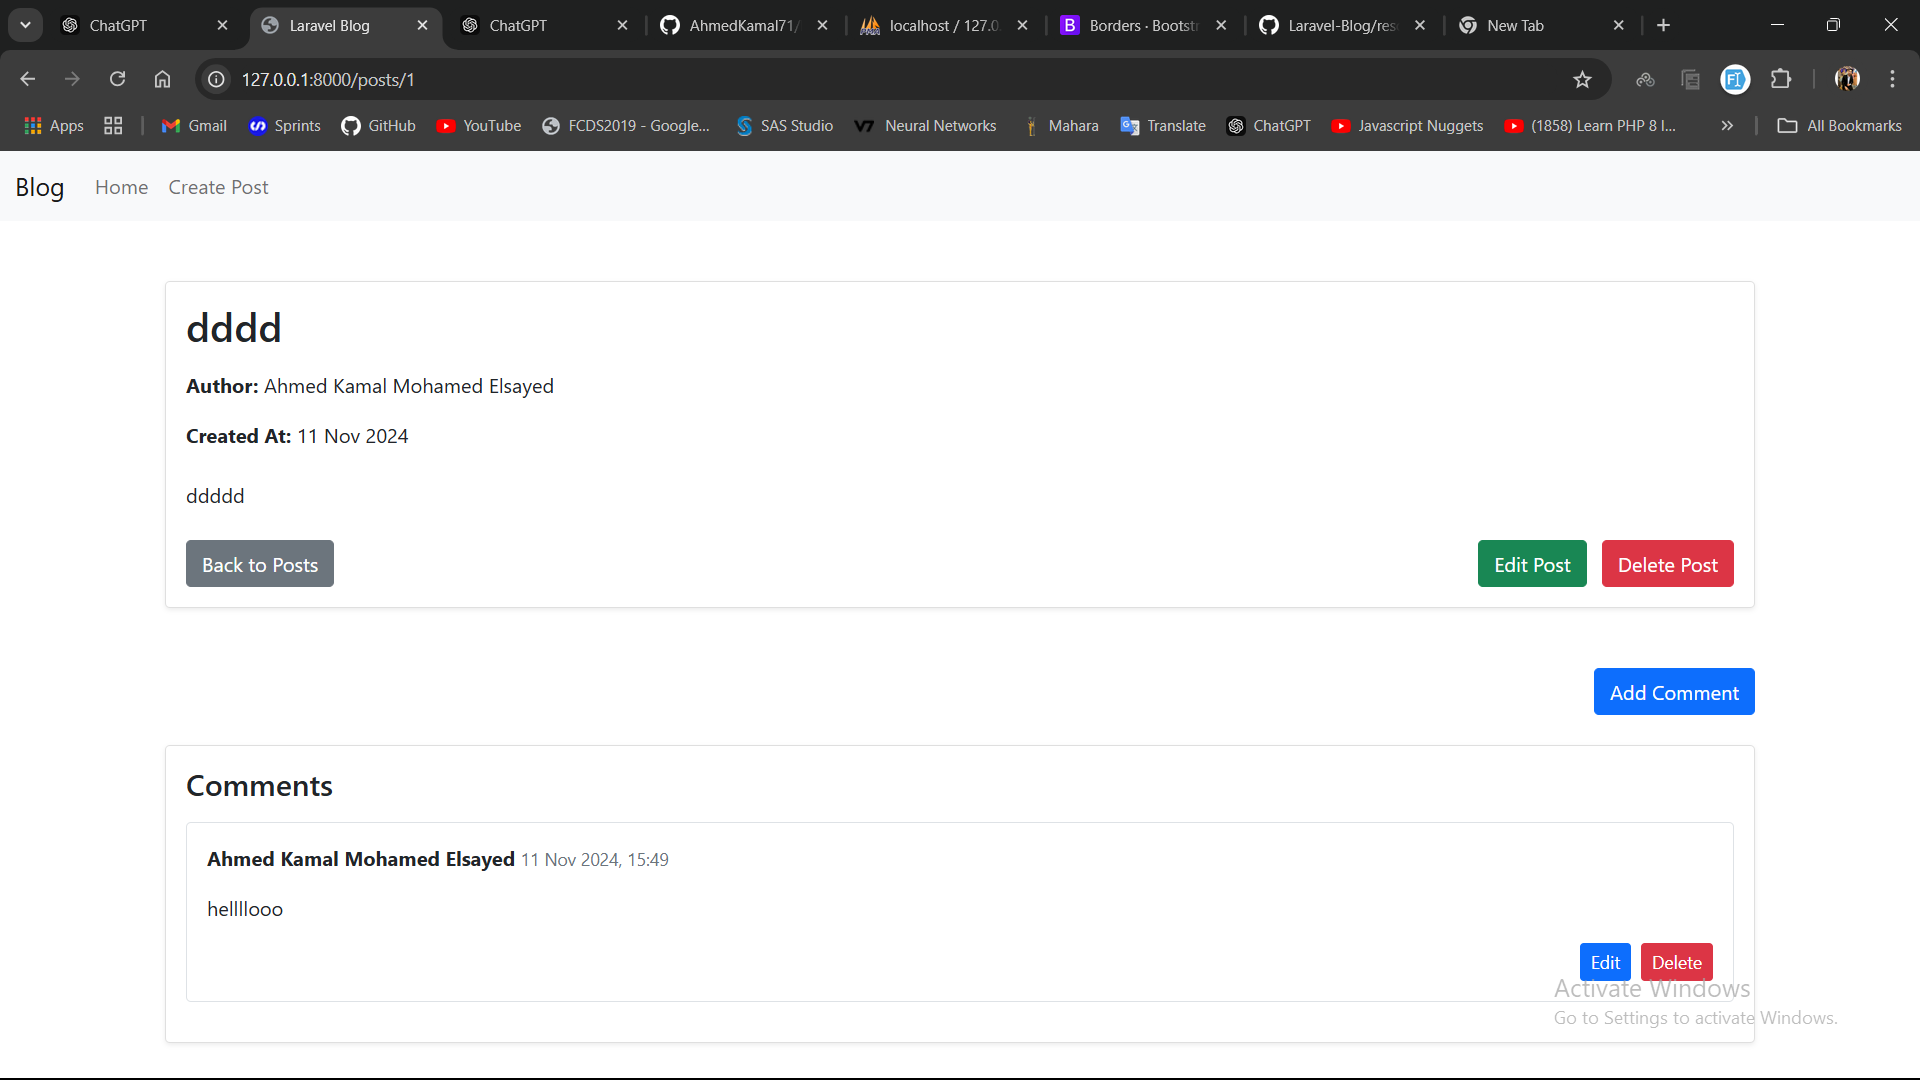 ChatGPT
Laravel Blog
ChatGPT
AhmedKamal71/
localhost / 127.0.
Borders · Bootstr
Laravel-Blog/res
New Tab
127.0.0.1:8000/posts/1
Apps
Gmail
Sprints
GitHub
YouTube
FCDS2019 - Google...
SAS Studio
Neural Networks
Mahara
Translate
ChatGPT
Javascript Nuggets
(1858) Learn PHP 8 I...
All Bookmarks
Blog
Home
Create Post
dddd
Author: Ahmed Kamal Mohamed Elsayed
Created At: 11 Nov 2024
ddddd
Back to Posts
Edit Post
Delete Post
Add Comment
Comments
Ahmed Kamal Mohamed Elsayed 11 Nov 2024, 15:49
hellllooo
Edit
Delete
Activate Windows
Go to Settings to activate Windows.